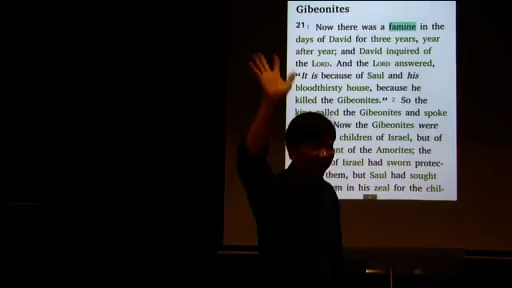 Gibeonites
21 1 Now there was a famine in the
days of David for three years, year
after year; and David inquired of
the LORD. And the LORD answered,
“It is because of Saul and his
bloodthirsty house, because he
killed the Gibeonites.” 2 So the
called the Gibeonites and spoke
Now the Gibeonites were
children of Israel, but of
of the Amorites; the
of Israel had sworn protec-
them, but Saul had sought
in his zeal for the chil-